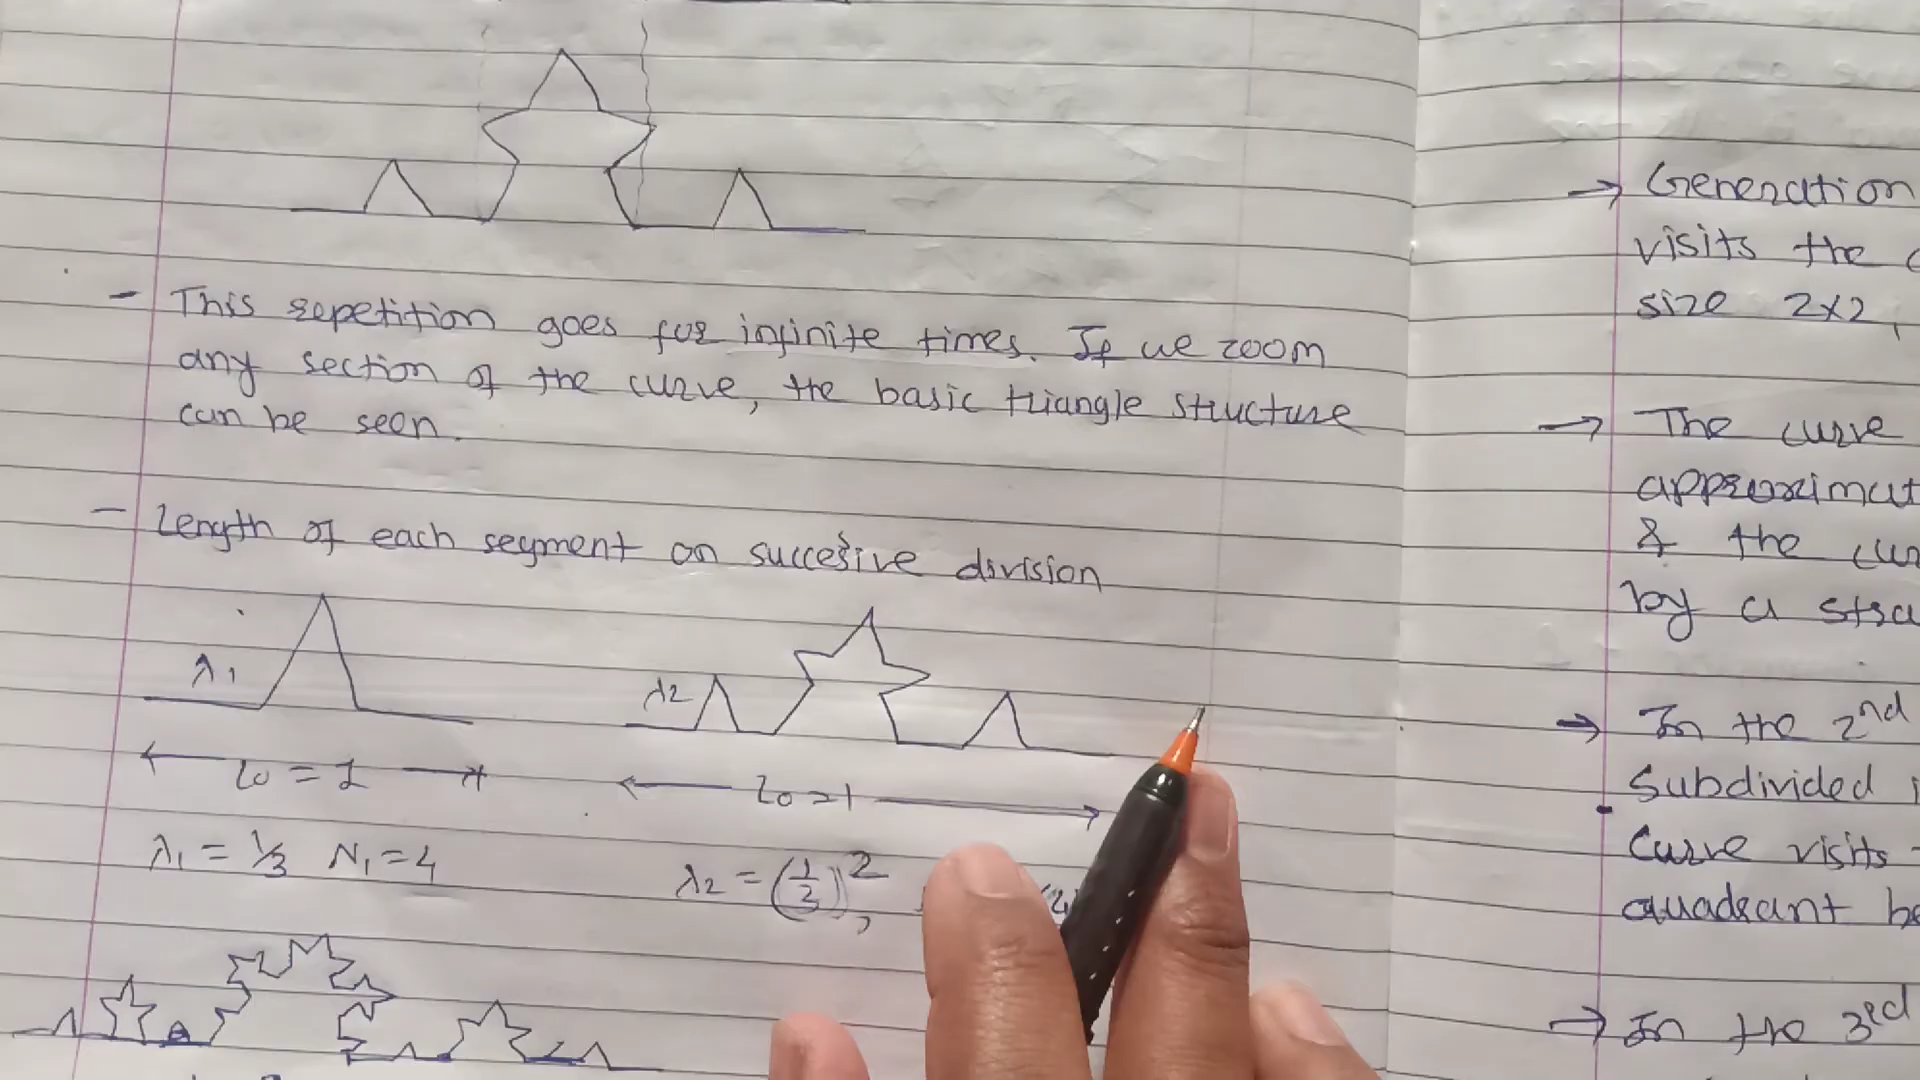 - This repetition goes for infinite times. If we zoom
any section of the curve, the basic triangle structure
can be seen.
- Length of each segment on succesive division
λ1
λ2
L0 = 1
L0 = 1
λ1 = 1/3 N1 = 4
λ2 = (1/3)^2,
→ Generation
visits the
size 2x2,
→ The curve
approximat
& the cur
by a stra
→ In the 2nd
Subdivided i
Curve visits
quadrant be
→ In the 3rd